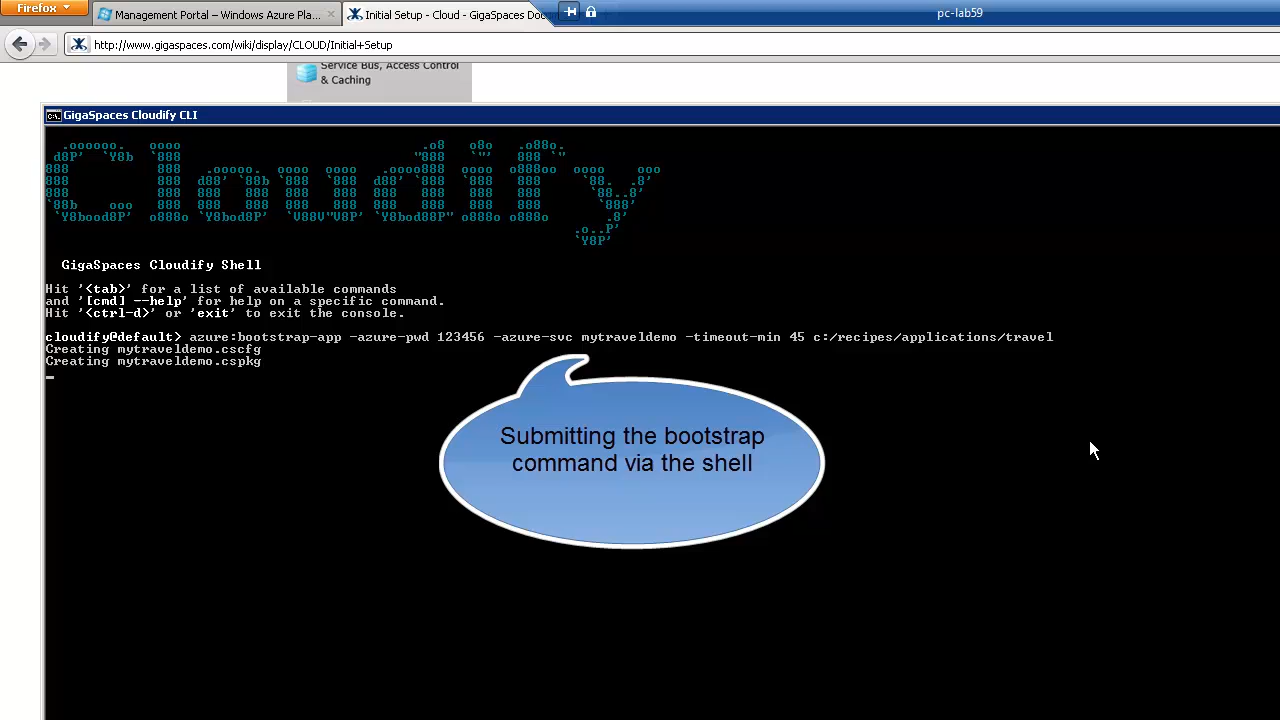 Firefox
Management Portal – Windows Azure Pla...
Initial Setup - Cloud - GigaSpaces Docu
pc-lab59
http://www.gigaspaces.com/wiki/display/CLOUD/Initial+Setup
Service Bus, Access Control
& Caching
GigaSpaces Cloudify CLI
Cloudify
GigaSpaces Cloudify Shell
Hit '<tab>' for a list of available commands
and '[cmd] --help' for help on a specific command.
Hit '<ctrl-d>' or 'exit' to exit the console.
cloudify@default> azure:bootstrap-app -azure-pwd 123456 -azure-svc mytraveldemo -timeout-min 45 c:/recipes/applications/travel
Creating mytraveldemo.cscfg
Creating mytraveldemo.cspkg
Submitting the bootstrap
command via the shell